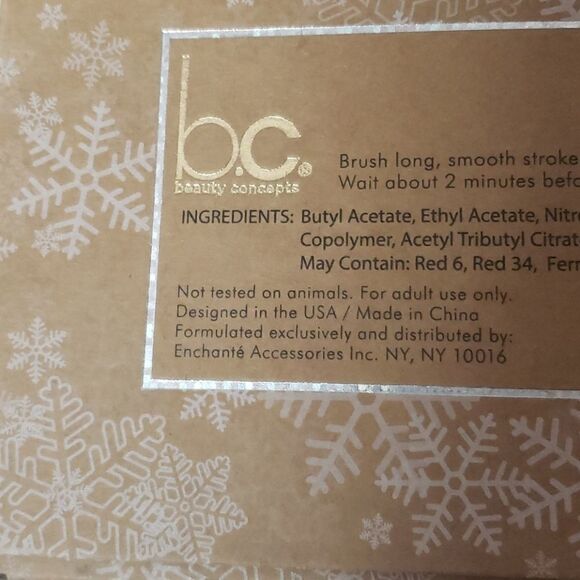 b.c.®
beauty concepts
Brush long, smooth stroke
Wait about 2 minutes befo
INGREDIENTS: Butyl Acetate, Ethyl Acetate, Nitro
Copolymer, Acetyl Tributyl Citrat
May Contain: Red 6, Red 34, Ferr
Not tested on animals. For adult use only.
Designed in the USA / Made in China
Formulated exclusively and distributed by:
Enchanté Accessories Inc. NY, NY 10016